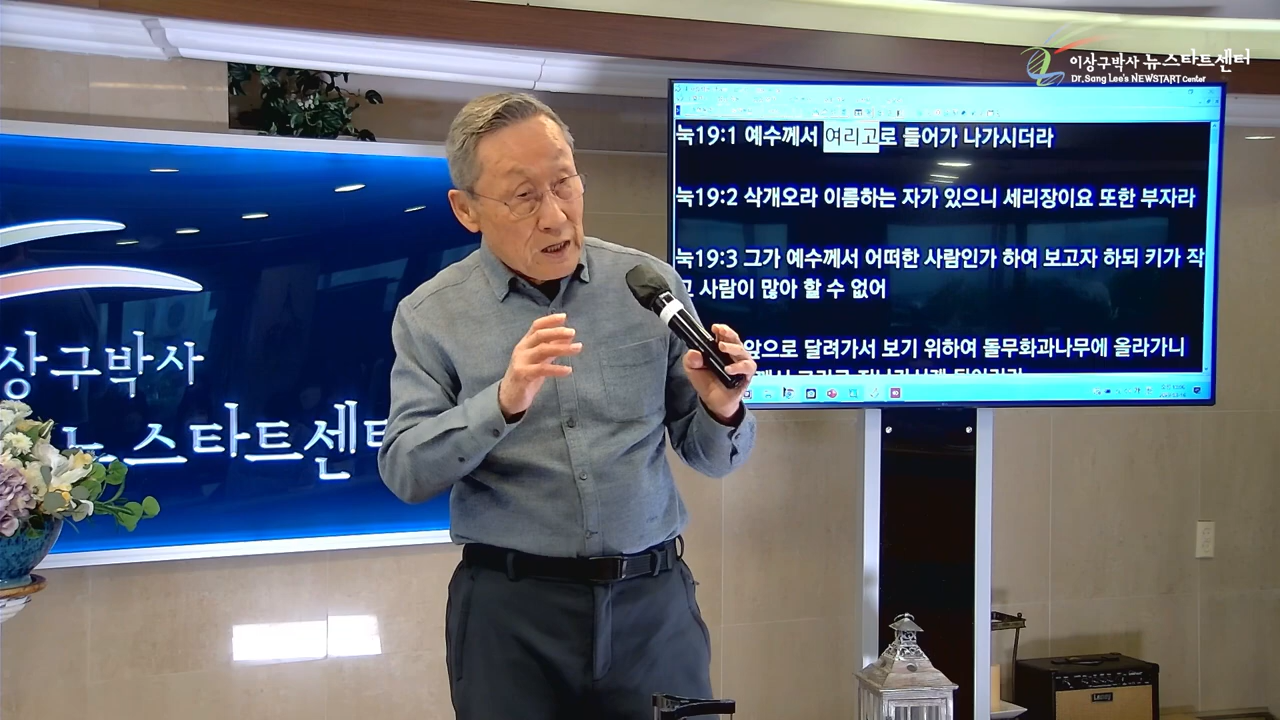 이상구박사 뉴스타트센터
Dr. Sang Lee's NEWSTART Center
눅19:1 예수께서 여리고로 들어가 나가시더라
눅19:2 삭개오라 이름하는 자가 있으니 세리장이요 또한 부자라
눅19:3 그가 예수께서 어떠한 사람인가 하여 보고자 하되 키가 작
고 사람이 많아 할 수 없어
앞으로 달려가서 보기 위하여 돌무화과나무에 올라가니
상구박사
뉴스타트센터
Laney